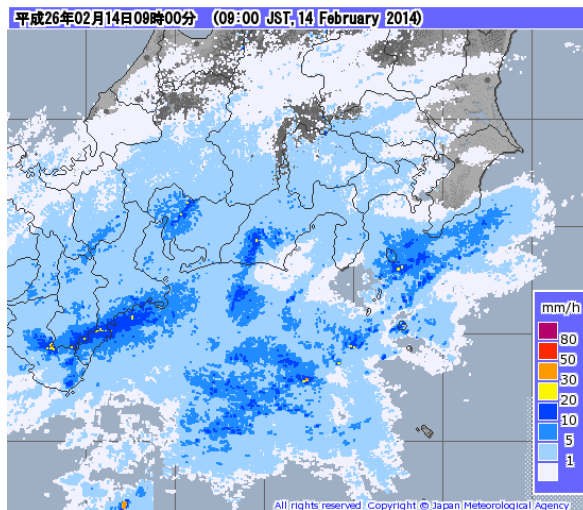 平成26年02月14日09時00分 (09:00 JST, 14 February 2014)
mm/h
80
50
30
20
10
5
1
All rights reserved. Copyright © Japan Meteorological Agency